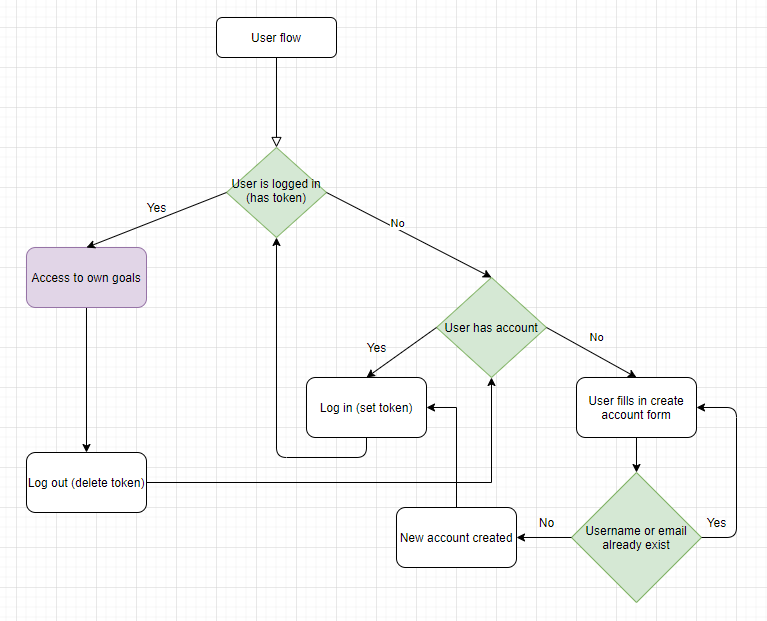 User flow
User is logged in
(has token)
Yes
No
Access to own goals
User has account
Yes
No
Log in (set token)
User fills in create
account form
Log out (delete token)
New account created
No
Username or email
already exist
Yes